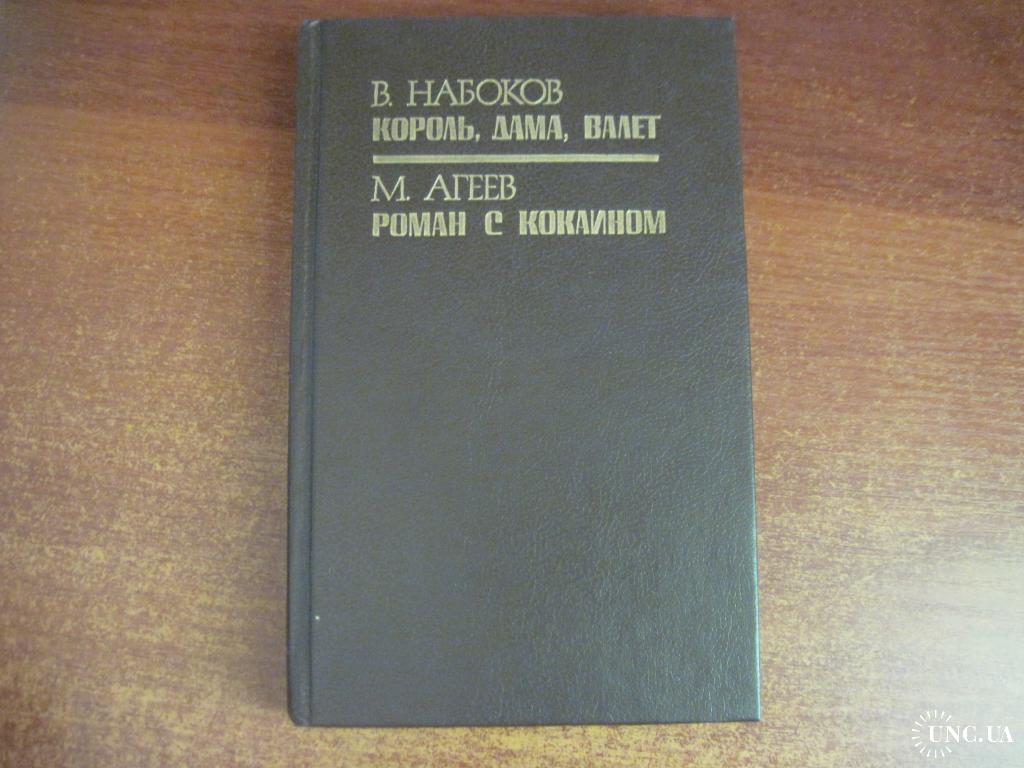 В. НАБОКОВ
КОРОЛЬ, ДАМА, ВАЛЕТ
М. АГЕЕВ
РОМАН С КОКАИНОМ
UNC.UA